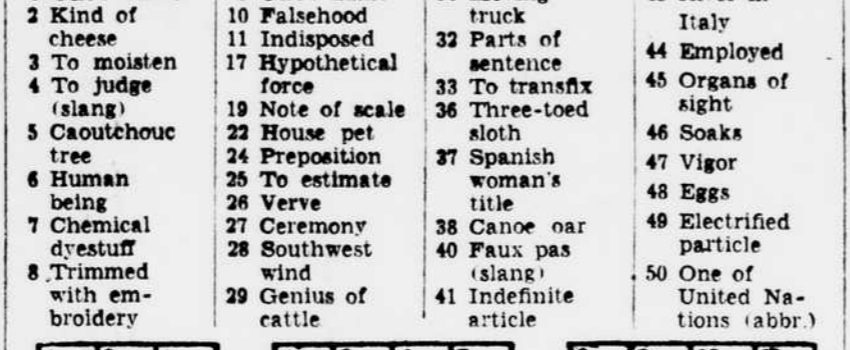 2 Kind of
cheese
3 To moisten
4 To judge
(slang)
5 Caoutchouc
tree
6 Human
being
7 Chemical
dyestuff
8 Trimmed
with em-
broidery
10 Falsehood
11 Indisposed
17 Hypothetical
force
19 Note of scale
22 House pet
24 Preposition
25 To estimate
26 Verve
27 Ceremony
28 Southwest
wind
29 Genius of
cattle
truck
32 Parts of
sentence
33 To transfix
36 Three-toed
sloth
37 Spanish
woman's
title
38 Canoe oar
40 Faux pas
(slang)
41 Indefinite
article
Italy
44 Employed
45 Organs of
sight
46 Soaks
47 Vigor
48 Eggs
49 Electrified
particle
50 One of
United Na-
tions (abbr.)